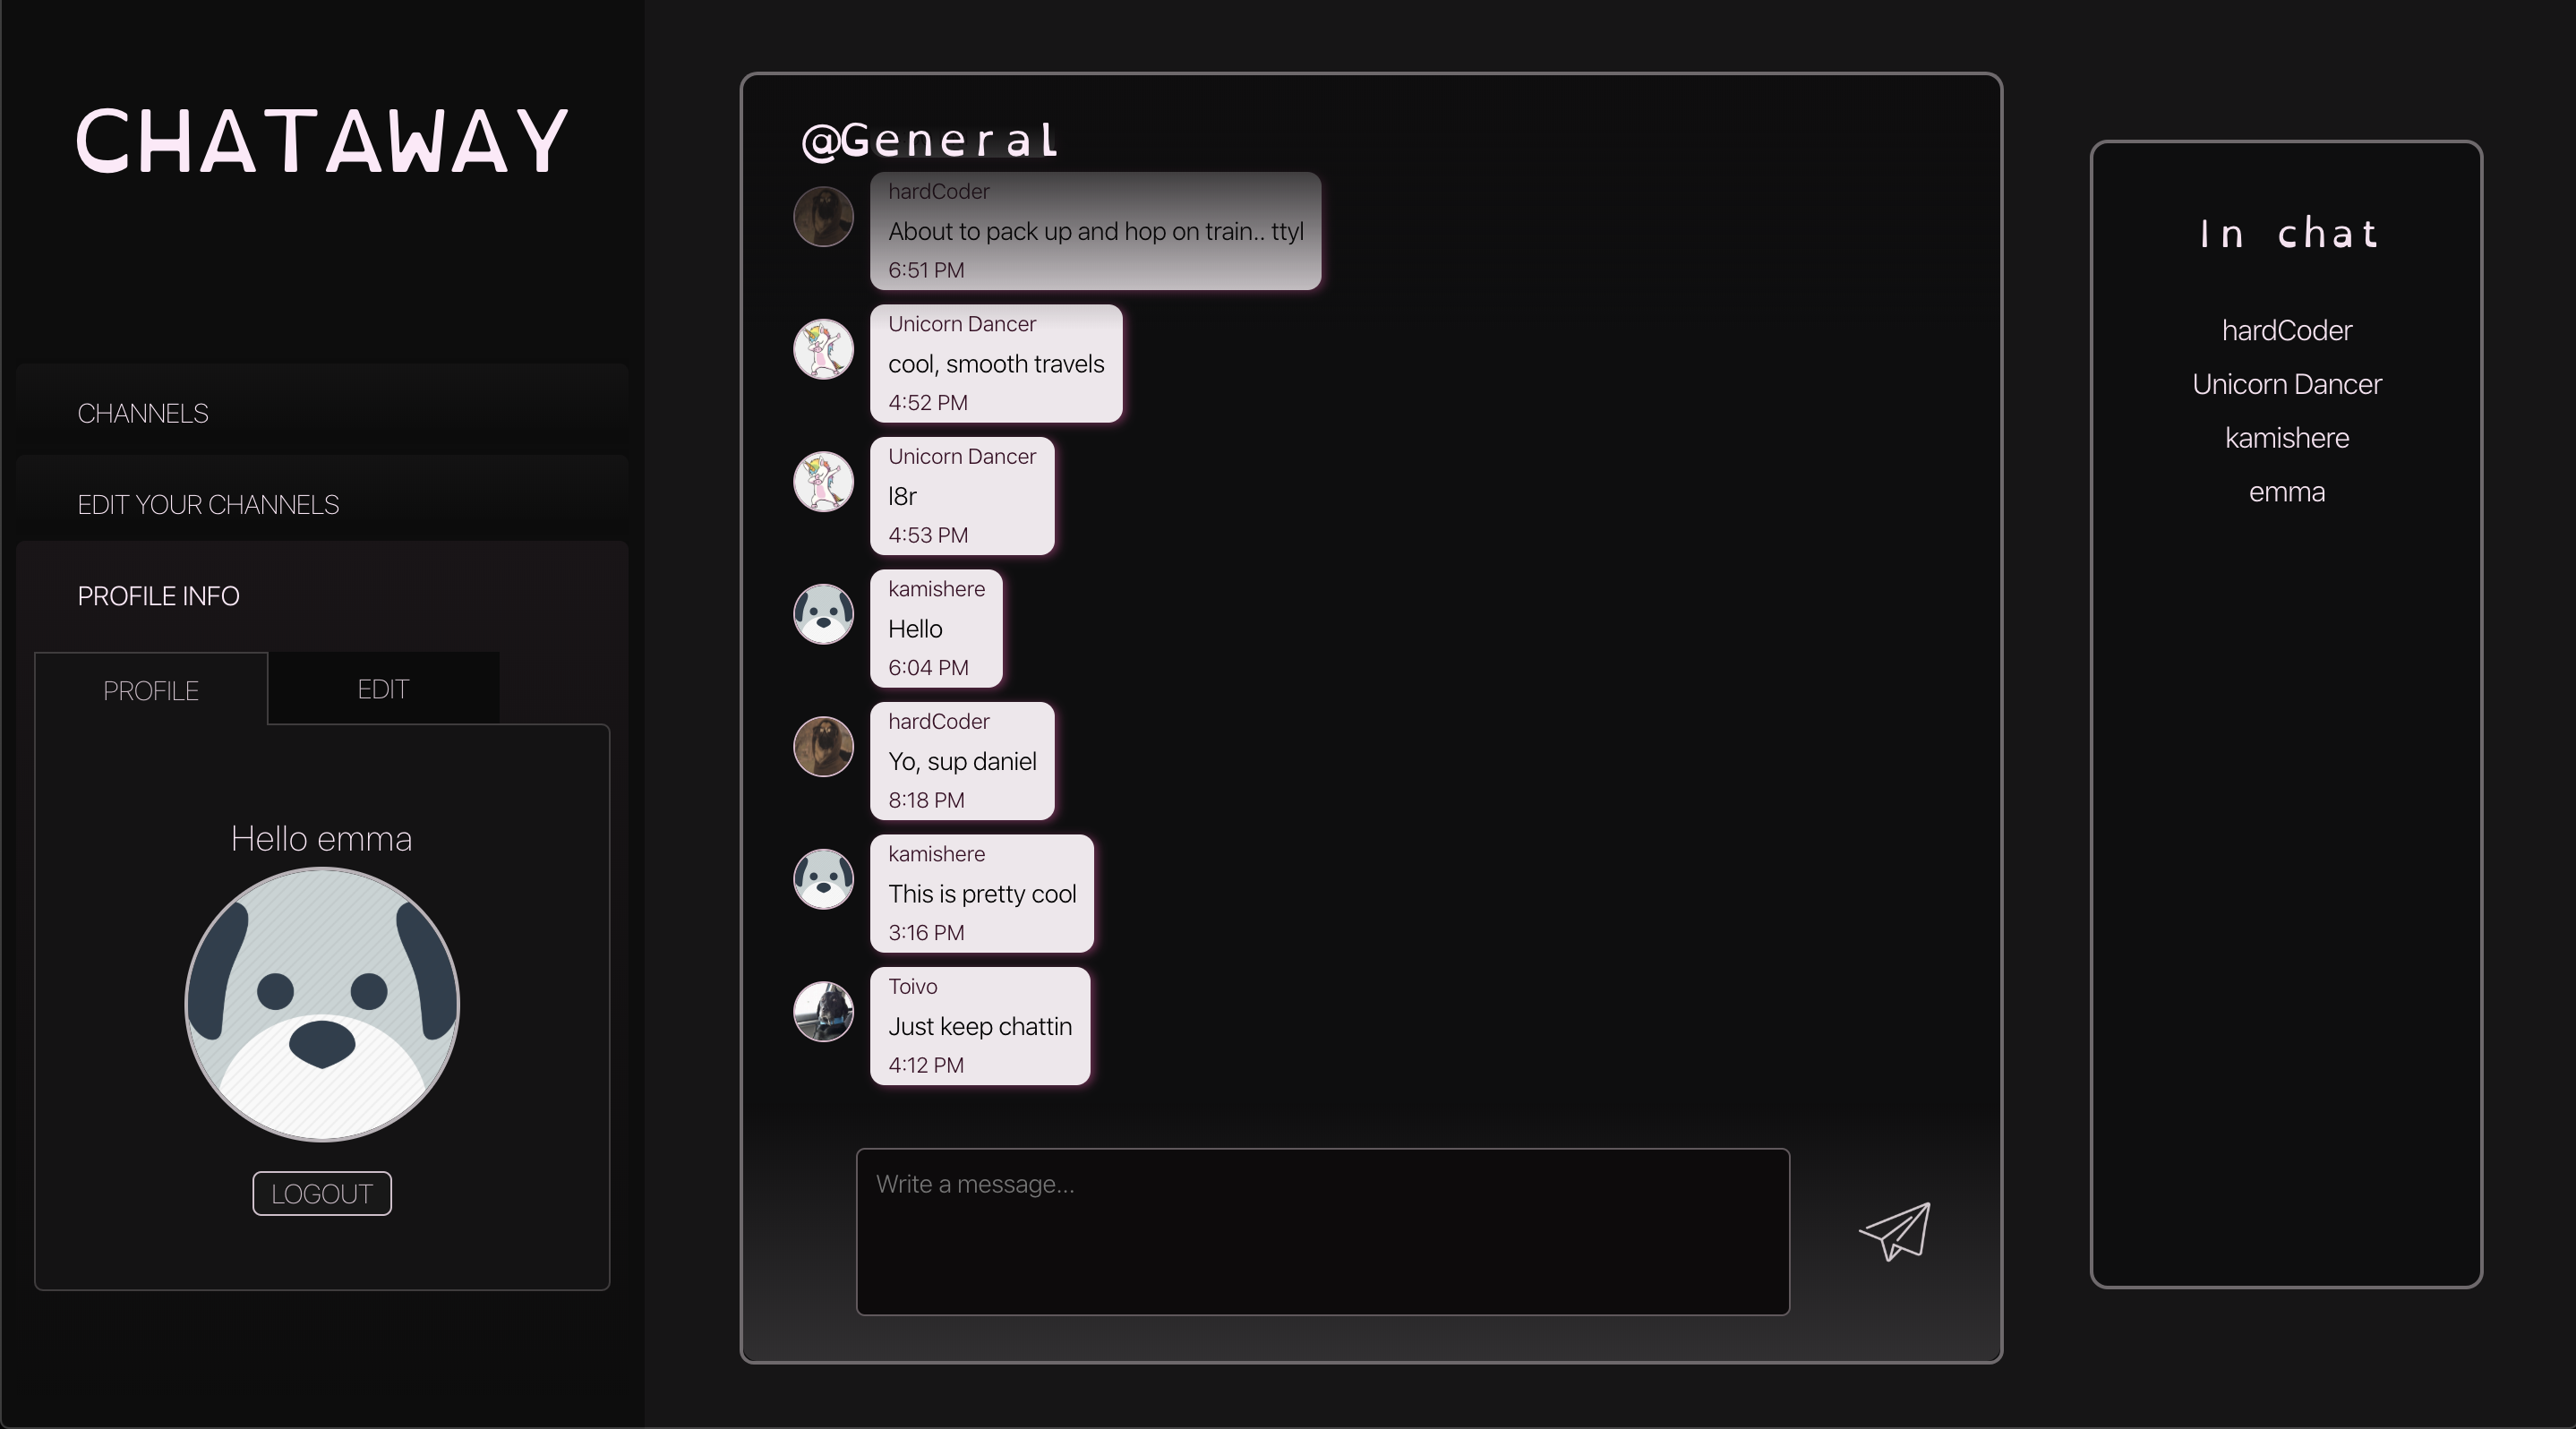 CHATAWAY
CHANNELS
EDIT YOUR CHANNELS
PROFILE INFO
PROFILE
EDIT
Hello emma
LOGOUT
@General
hardCoder
About to pack up and hop on train.. ttyl
6:51 PM
Unicorn Dancer
cool, smooth travels
4:52 PM
Unicorn Dancer
l8r
4:53 PM
kamishere
Hello
6:04 PM
hardCoder
Yo, sup daniel
8:18 PM
kamishere
This is pretty cool
3:16 PM
Toivo
Just keep chattin
4:12 PM
Write a message...
In chat
hardCoder
Unicorn Dancer
kamishere
emma